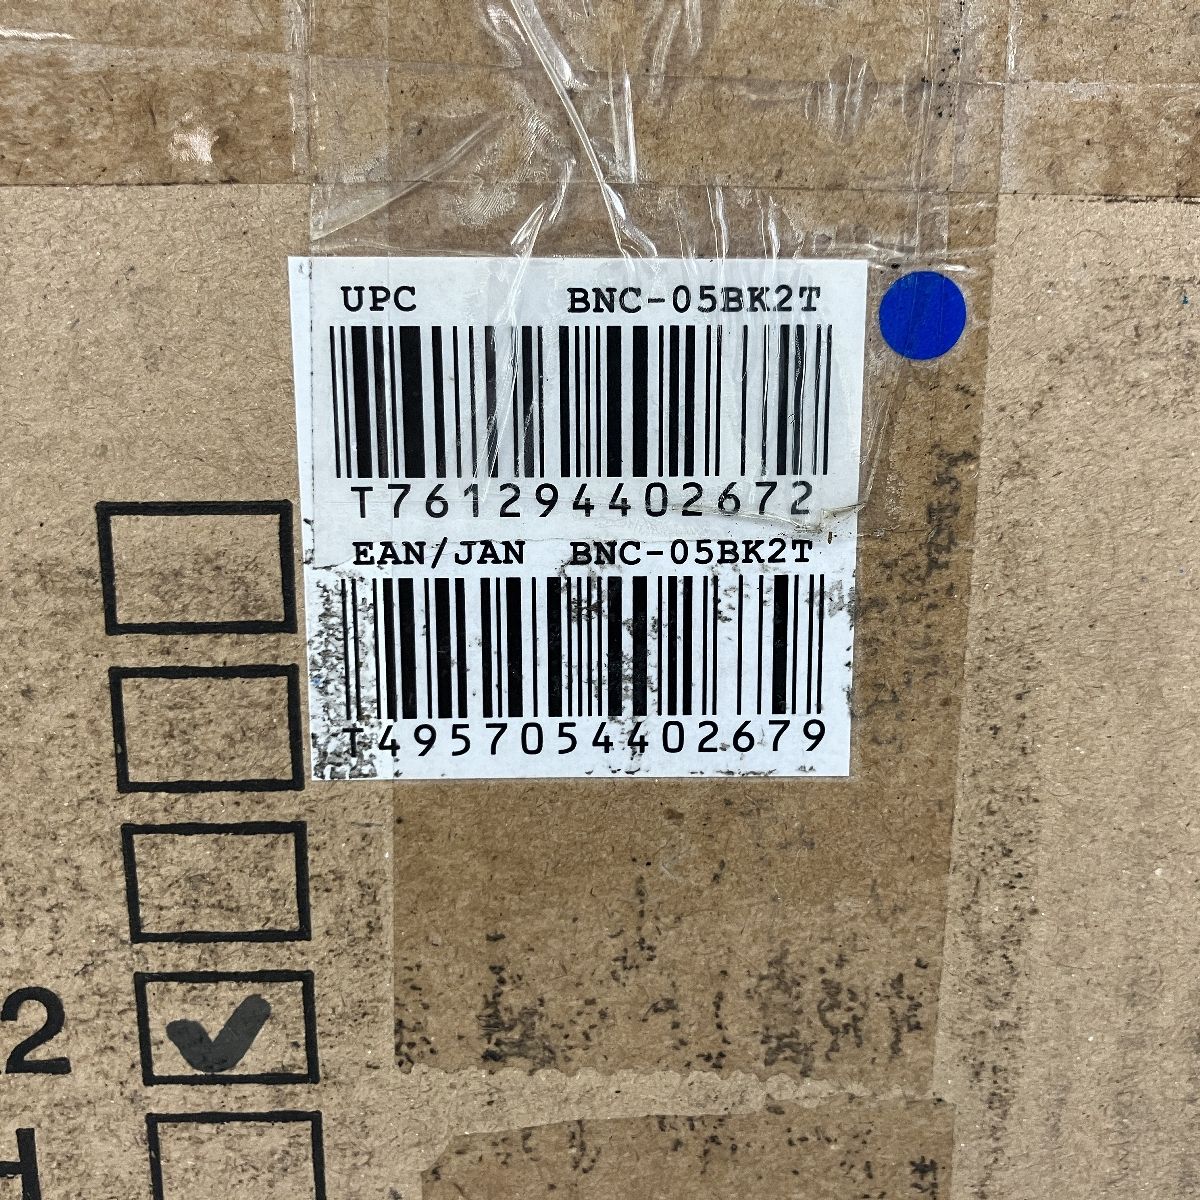 UPC BNC-05BK2T
T761294402672
EAN/JAN BNC-05BK2T
T4957054402679
2